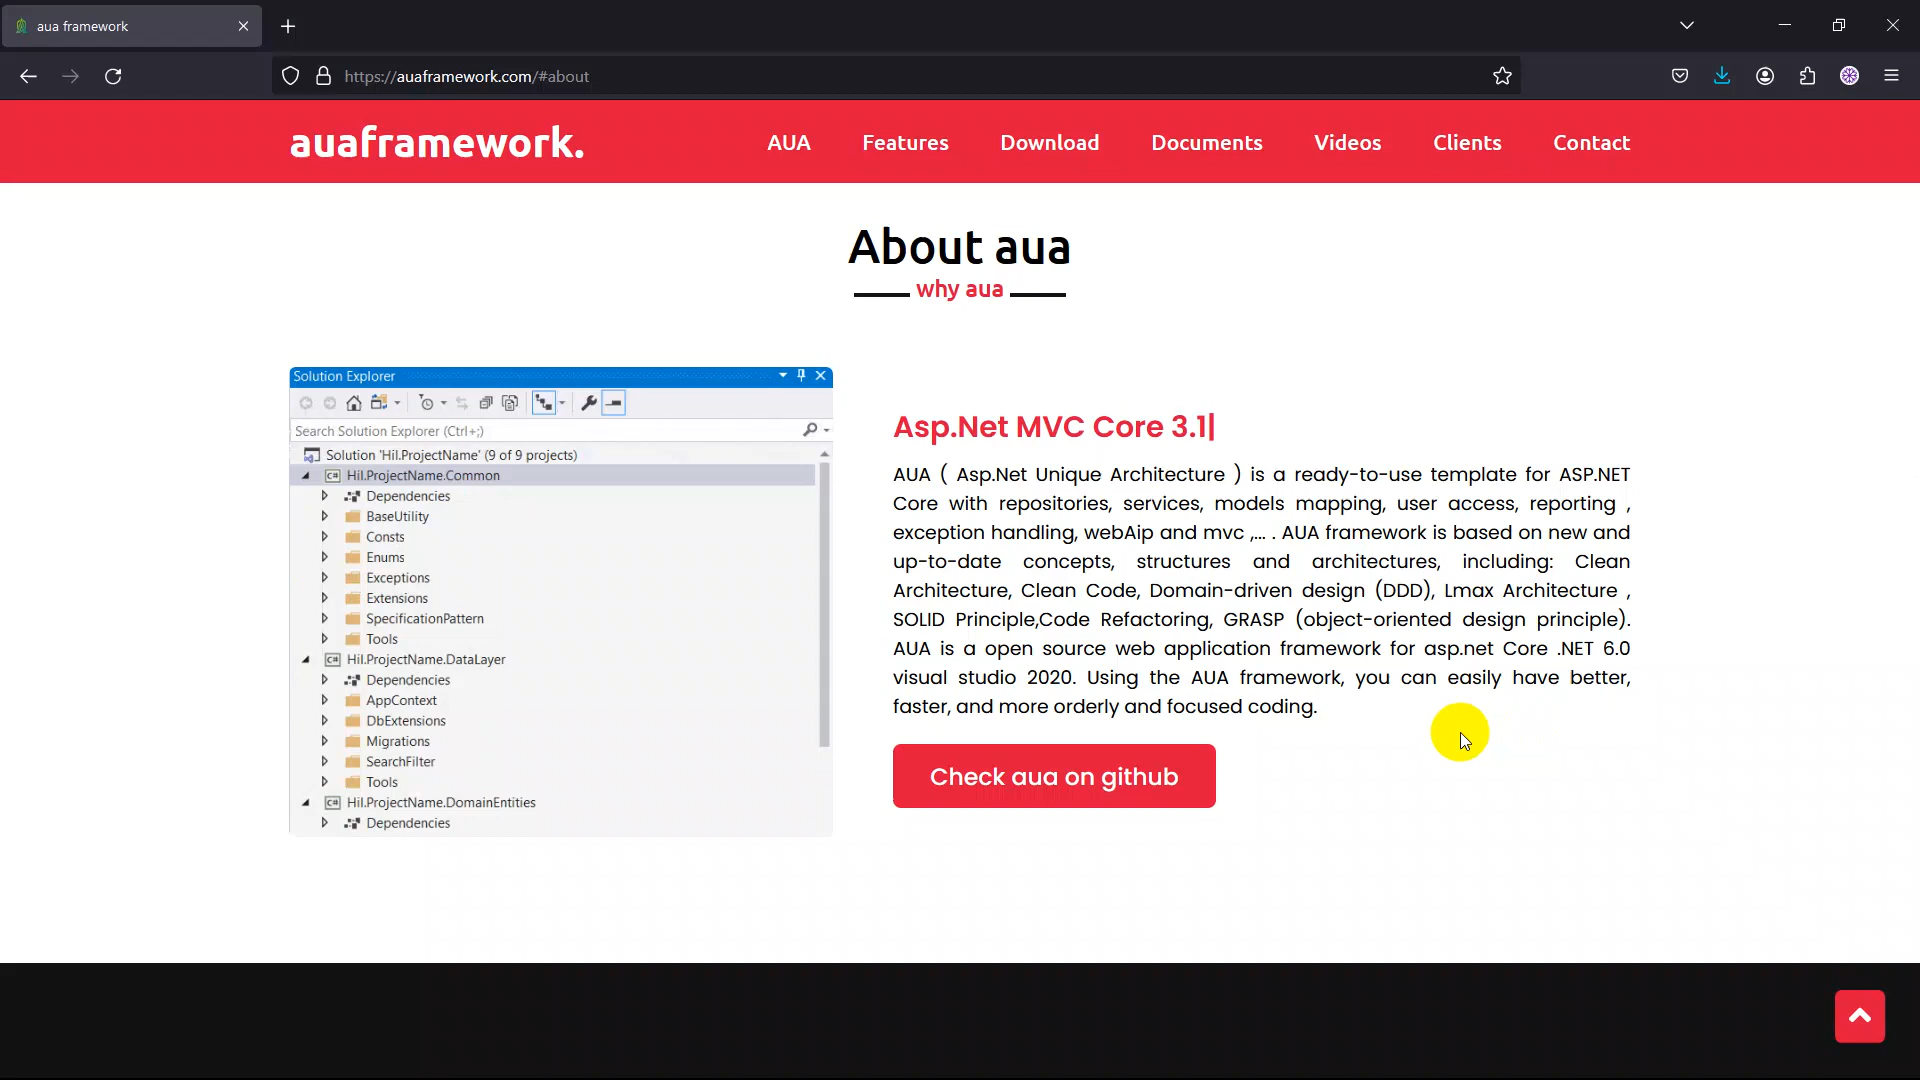 aua framework
https://auaframework.com/#about
auaframework.
AUA Features Download Documents Videos Clients Contact
About aua
why aua
Solution Explorer
Search Solution Explorer (Ctrl+;)
Solution 'Hil.ProjectName' (9 of 9 projects)
C# Hil.ProjectName.Common
Dependencies
BaseUtility
Consts
Enums
Exceptions
Extensions
SpecificationPattern
Tools
C# Hil.ProjectName.DataLayer
Dependencies
AppContext
DbExtensions
Migrations
SearchFilter
Tools
C# Hil.ProjectName.DomainEntities
Dependencies
Asp.Net MVC Core 3.1|
AUA ( Asp.Net Unique Architecture ) is a ready-to-use template for ASP.NET
Core with repositories, services, models mapping, user access, reporting ,
exception handling, webAip and mvc ,... . AUA framework is based on new and
up-to-date concepts, structures and architectures, including: Clean
Architecture, Clean Code, Domain-driven design (DDD), Lmax Architecture ,
SOLID Principle,Code Refactoring, GRASP (object-oriented design principle).
AUA is a open source web application framework for asp.net Core .NET 6.0
visual studio 2020. Using the AUA framework, you can easily have better,
faster, and more orderly and focused coding.
Check aua on github